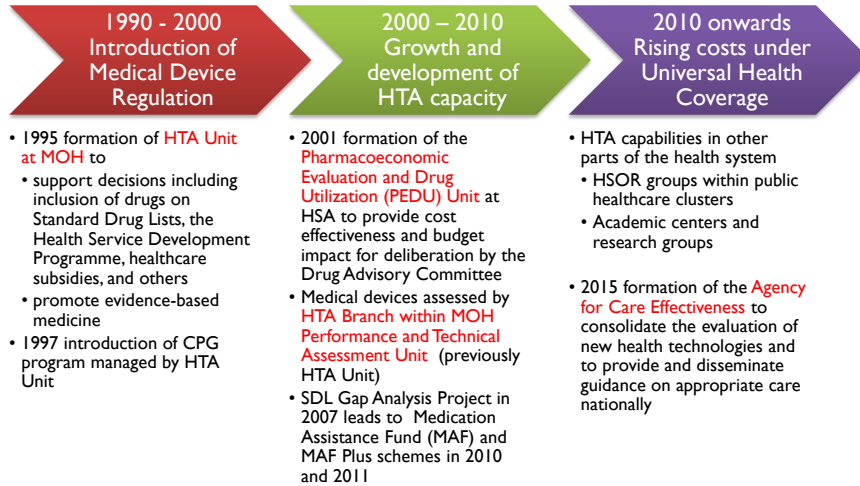 1990 - 2000
Introduction of
Medical Device
Regulation
• 1995 formation of HTA Unit
at MOH to
• support decisions including
inclusion of drugs on
Standard Drug Lists, the
Health Service Development
Programme, healthcare
subsidies, and others
• promote evidence-based
medicine
• 1997 introduction of CPG
program managed by HTA
Unit
2000 – 2010
Growth and
development of
HTA capacity
• 2001 formation of the
Pharmacoeconomic
Evaluation and Drug
Utilization (PEDU) Unit at
HSA to provide cost
effectiveness and budget
impact for deliberation by the
Drug Advisory Committee
• Medical devices assessed by
HTA Branch within MOH
Performance and Technical
Assessment Unit (previously
HTA Unit)
• SDL Gap Analysis Project in
2007 leads to Medication
Assistance Fund (MAF) and
MAF Plus schemes in 2010
and 2011
2010 onwards
Rising costs under
Universal Health
Coverage
• HTA capabilities in other
parts of the health system
• HSOR groups within public
healthcare clusters
• Academic centers and
research groups
• 2015 formation of the Agency
for Care Effectiveness to
consolidate the evaluation of
new health technologies and
to provide and disseminate
guidance on appropriate care
nationally